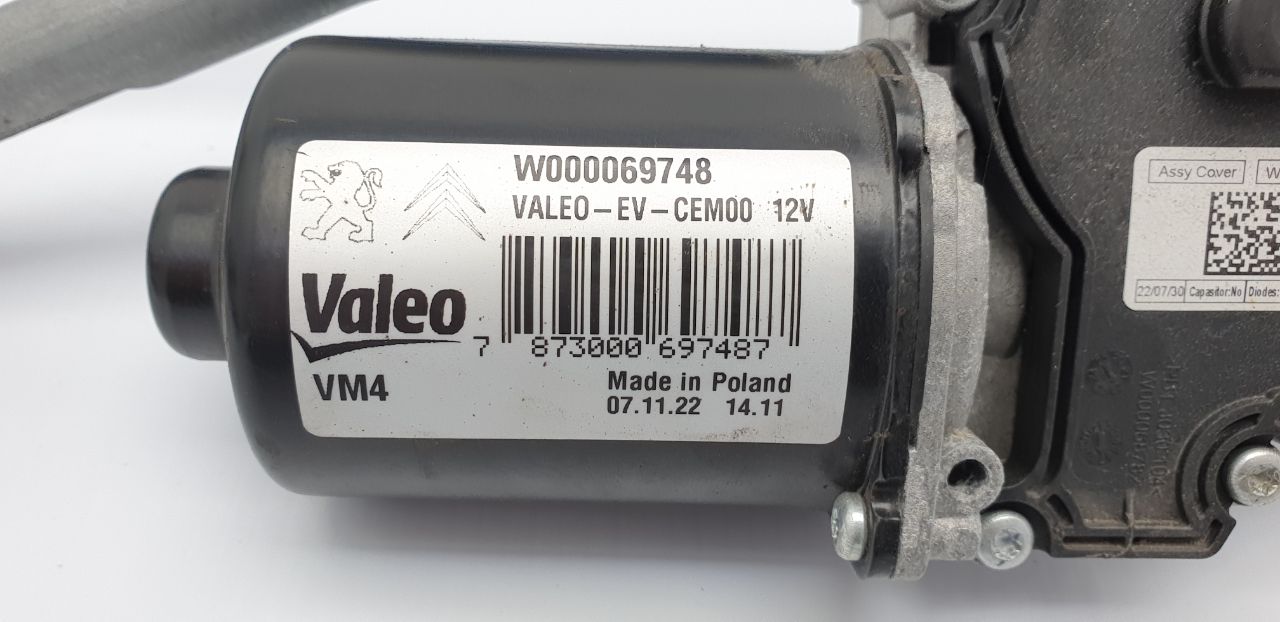 W000069748
VALEO-EV-CEM00 12V
Valeo
7 873000 697487
VM4
Made in Poland
07.11.22 14.11
Assy Cover
22/07/30 Capasitor:No Diodes: